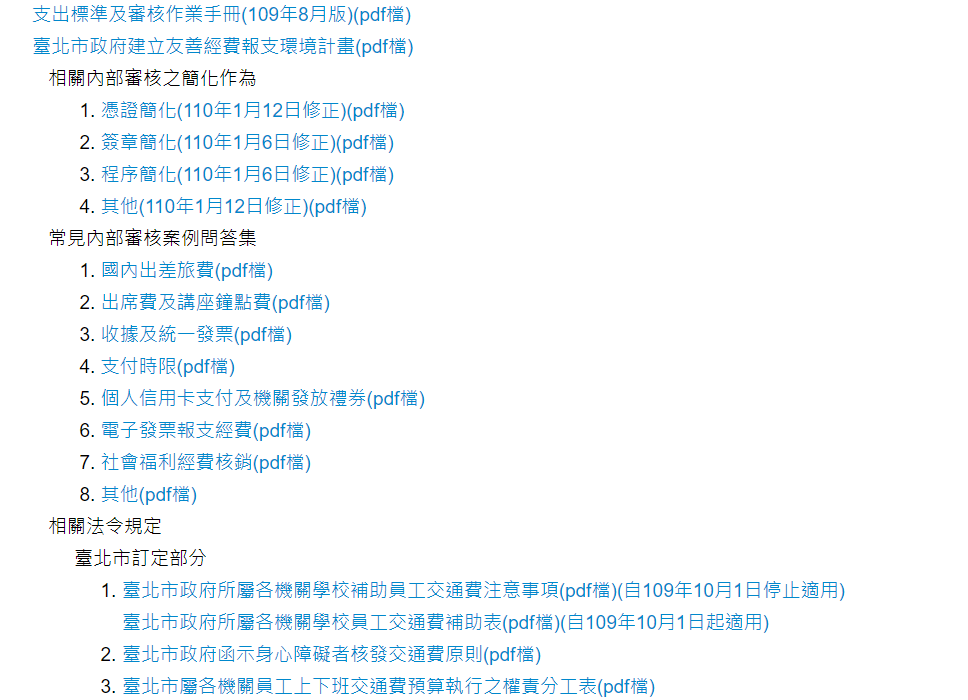 支出標準及審核作業手冊(109年8月版)(pdf檔)
臺北市政府建立友善經費報支環境計畫(pdf檔)
相關內部審核之簡化作為
1. 憑證簡化(110年1月12日修正)(pdf檔)
2. 簽章簡化(110年1月6日修正)(pdf檔)
3. 程序簡化(110年1月6日修正)(pdf檔)
4. 其他(110年1月12日修正)(pdf檔)
常見內部審核案例問答集
1. 國內出差旅費(pdf檔)
2. 出席費及講座鐘點費(pdf檔)
3. 收據及統一發票(pdf檔)
4. 支付時限(pdf檔)
5. 個人信用卡支付及機關發放禮券(pdf檔)
6. 電子發票報支經費(pdf檔)
7. 社會福利經費核銷(pdf檔)
8. 其他(pdf檔)
相關法令規定
臺北市訂定部分
1. 臺北市政府所屬各機關學校補助員工交通費注意事項(pdf檔)(自109年10月1日停止適用)
臺北市政府所屬各機關學校員工交通費補助表(pdf檔)(自109年10月1日起適用)
2. 臺北市政府函示身心障礙者核發交通費原則(pdf檔)
3. 臺北市屬各機關員工上下班交通費預算執行之權責分工表(pdf檔)